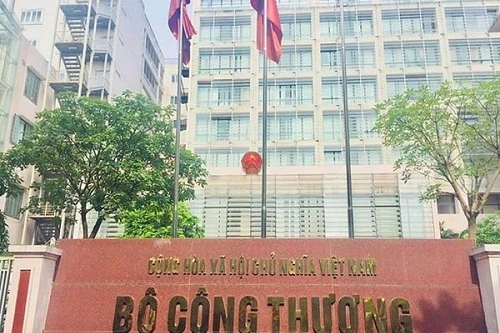 CỘNG HÒA XÃ HỘI CHỦ NGHĨA VIỆT NAM
BỘ CÔNG THƯƠNG